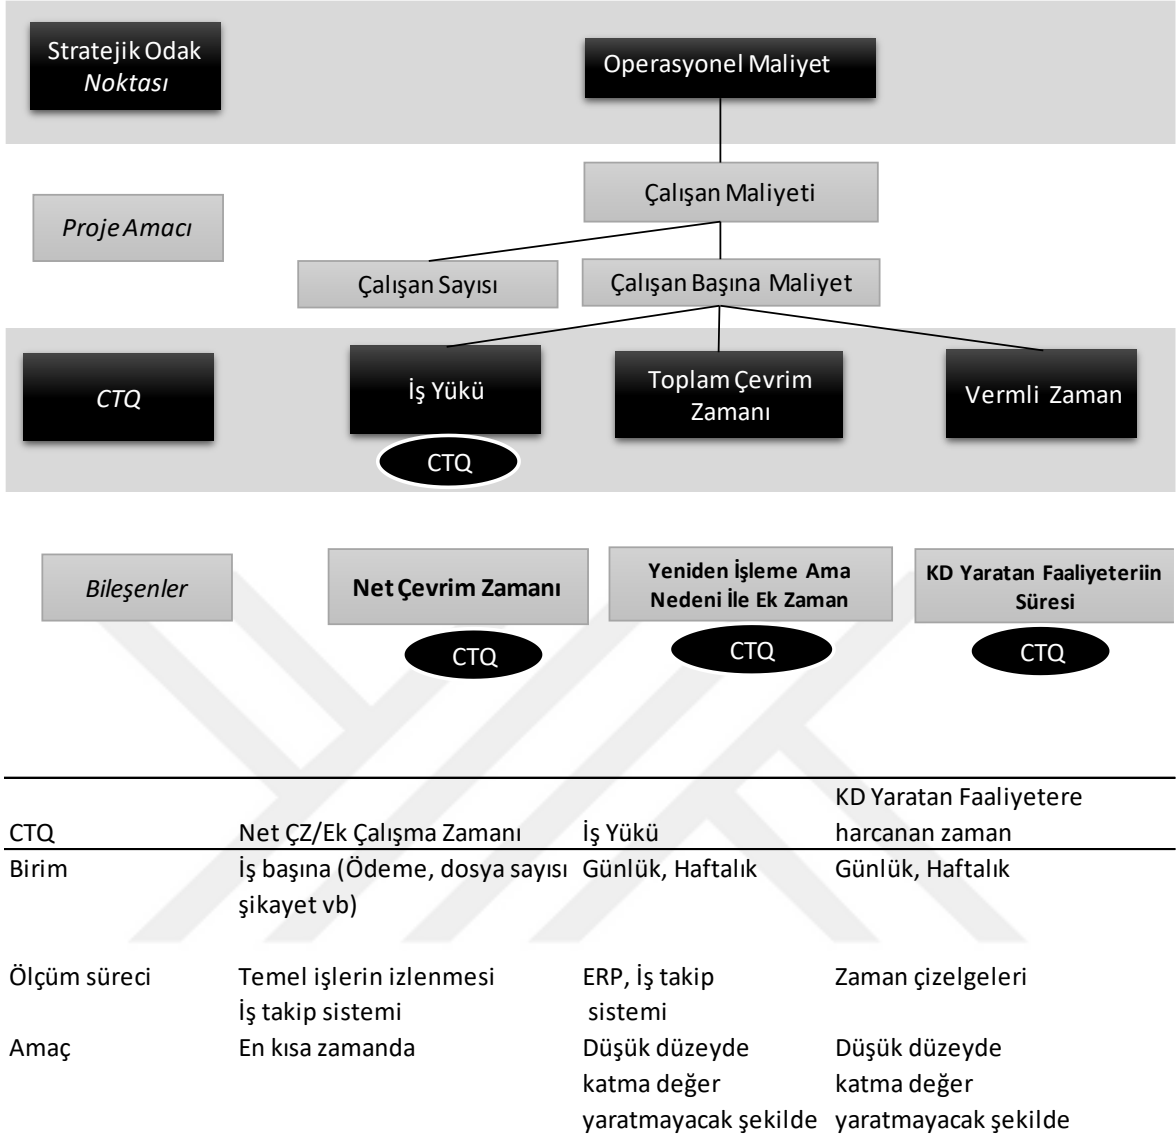 Stratejik Odak
Noktası
Operasyonel Maliyet
Çalışan Maliyeti
Proje Amacı
Çalışan Sayısı
Çalışan Başına Maliyet
CTQ
İş Yükü
Toplam Çevrim
Zamanı
Vermli Zaman
CTQ
Bileşenler
Net Çevrim Zamanı
Yeniden İşleme Ama
Nedeni İle Ek Zaman
KD Yaratan Faaliyeteriin
Süresi
CTQ
CTQ
CTQ
KD Yaratan Faaliyetere
CTQ Net ÇZ/Ek Çalışma Zamanı İş Yükü harcanan zaman
Birim İş başına (Ödeme, dosya sayısı Günlük, Haftalık Günlük, Haftalık
şikayet vb)
Ölçüm süreci Temel işlerin izlenmesi ERP, İş takip Zaman çizelgeleri
İş takip sistemi sistemi
Amaç En kısa zamanda Düşük düzeyde Düşük düzeyde
katma değer katma değer
yaratmayacak şekilde yaratmayacak şekilde